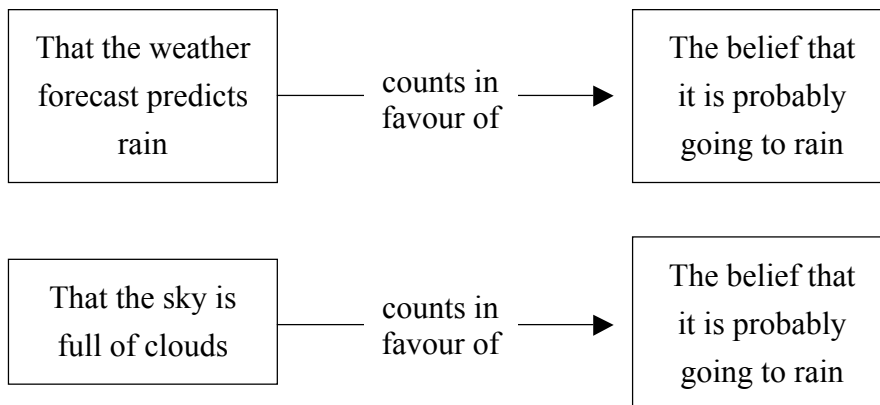 That the weather
forecast predicts
rain
counts in
favour of
The belief that
it is probably
going to rain
That the sky is
full of clouds
counts in
favour of
The belief that
it is probably
going to rain